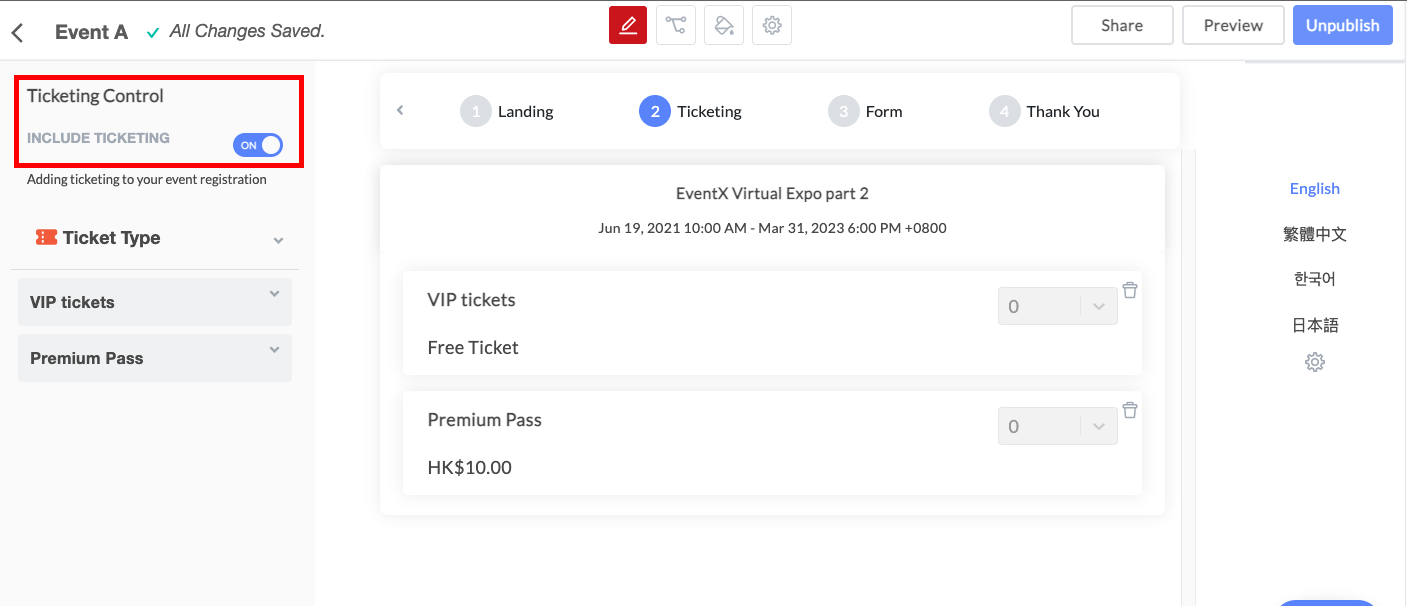 Event A
All Changes Saved.
Share
Preview
Unpublish
Ticketing Control
INCLUDE TICKETING
ON
Adding ticketing to your event registration
Ticket Type
VIP tickets
Premium Pass
1 Landing
2 Ticketing
3 Form
4 Thank You
EventX Virtual Expo part 2
Jun 19, 2021 10:00 AM - Mar 31, 2023 6:00 PM +0800
VIP tickets
0
Free Ticket
Premium Pass
0
HK$10.00
English
繁體中文
한국어
日本語